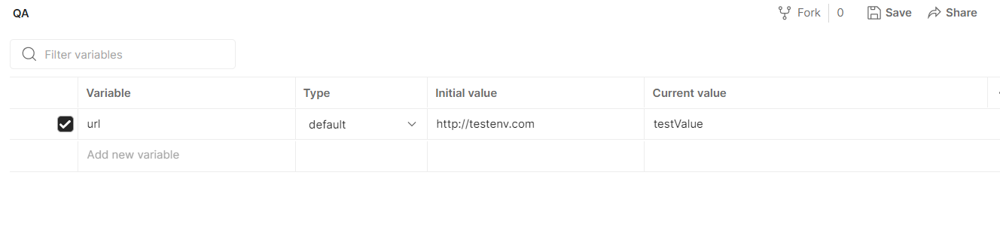 QA
Fork 0 Save Share
Filter variables
Variable Type Initial value Current value
url default http://testenv.com testValue
Add new variable